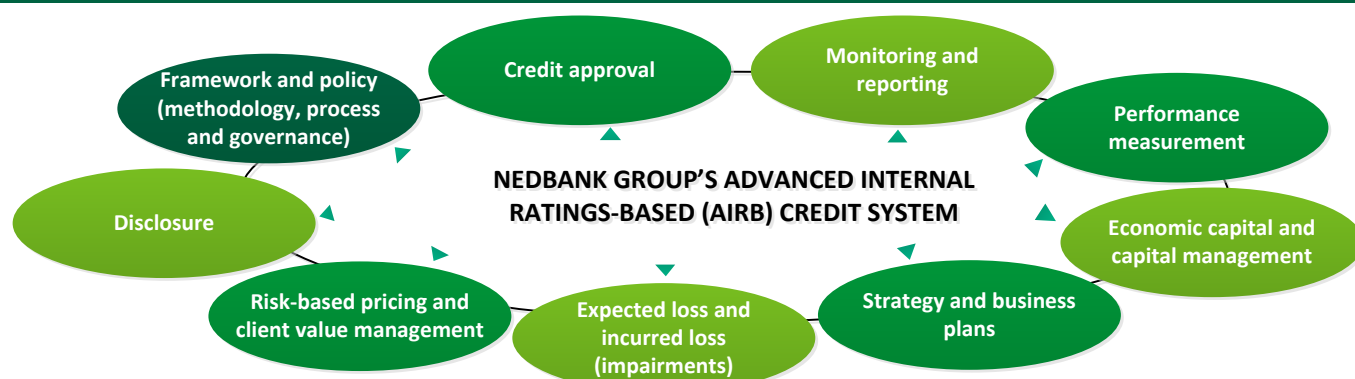 Credit approval
Monitoring and
reporting
Framework and policy
(methodology, process
and governance)
Performance
measurement
NEDBANK GROUP'S ADVANCED INTERNAL
RATINGS-BASED (AIRB) CREDIT SYSTEM
Disclosure
Economic capital and
capital management
Risk-based pricing and
client value management
Expected loss and
incurred loss
(impairments)
Strategy and business
plans